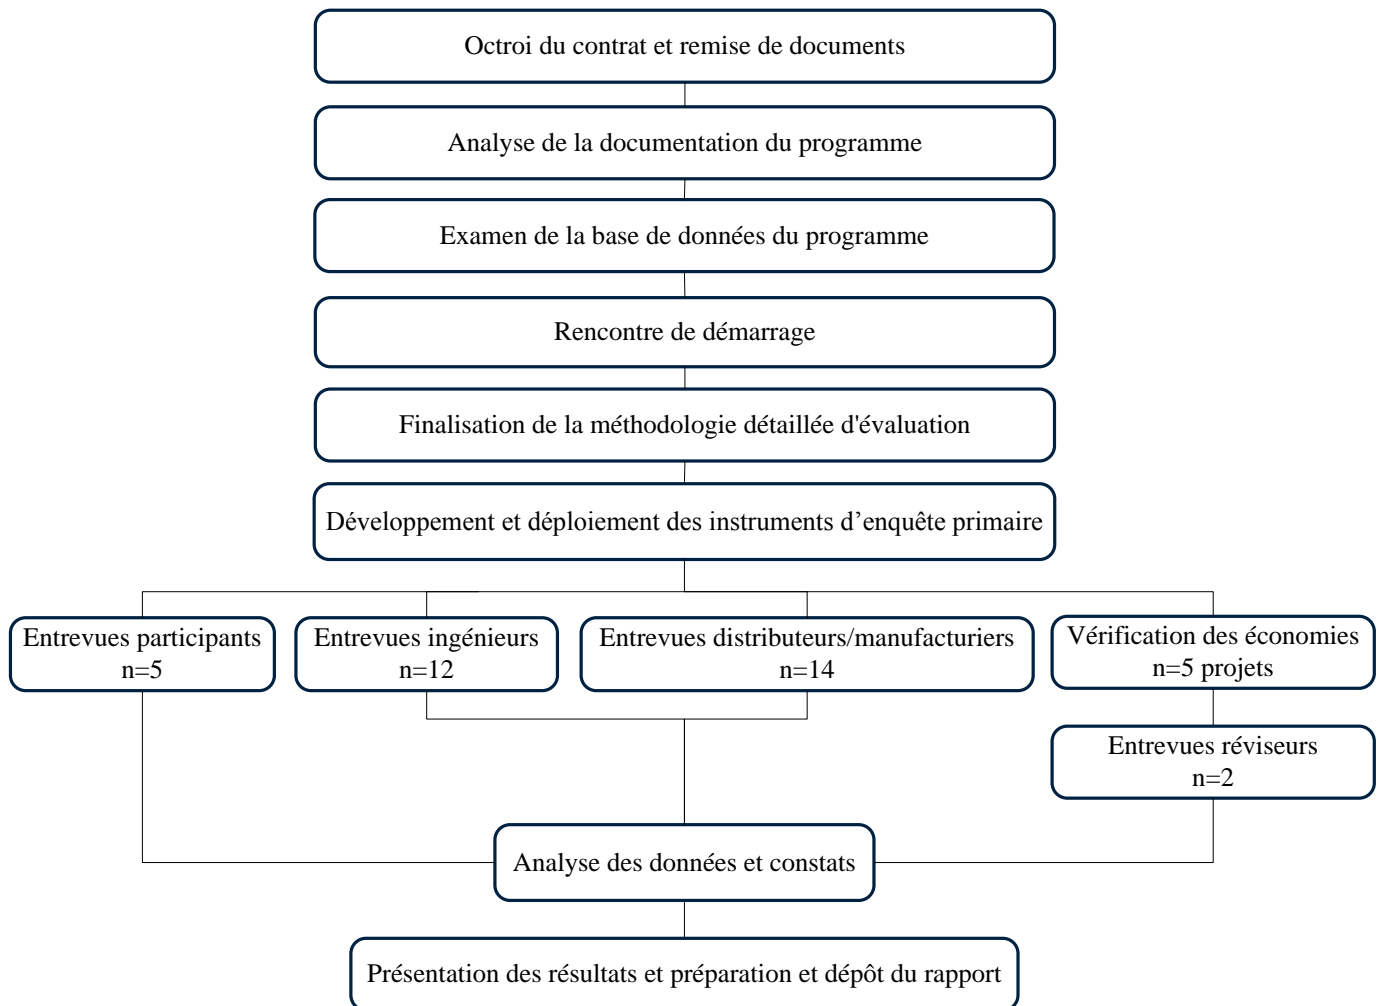 Octroi du contrat et remise de documents
Analyse de la documentation du programme
Examen de la base de données du programme
Rencontre de démarrage
Finalisation de la méthodologie détaillée d'évaluation
Développement et déploiement des instruments d’enquête primaire
Entrevues participants
n=5
Entrevues ingénieurs
n=12
Entrevues distributeurs/manufacturiers
n=14
Vérification des économies
n=5 projets
Entrevues réviseurs
n=2
Analyse des données et constats
Présentation des résultats et préparation et dépôt du rapport